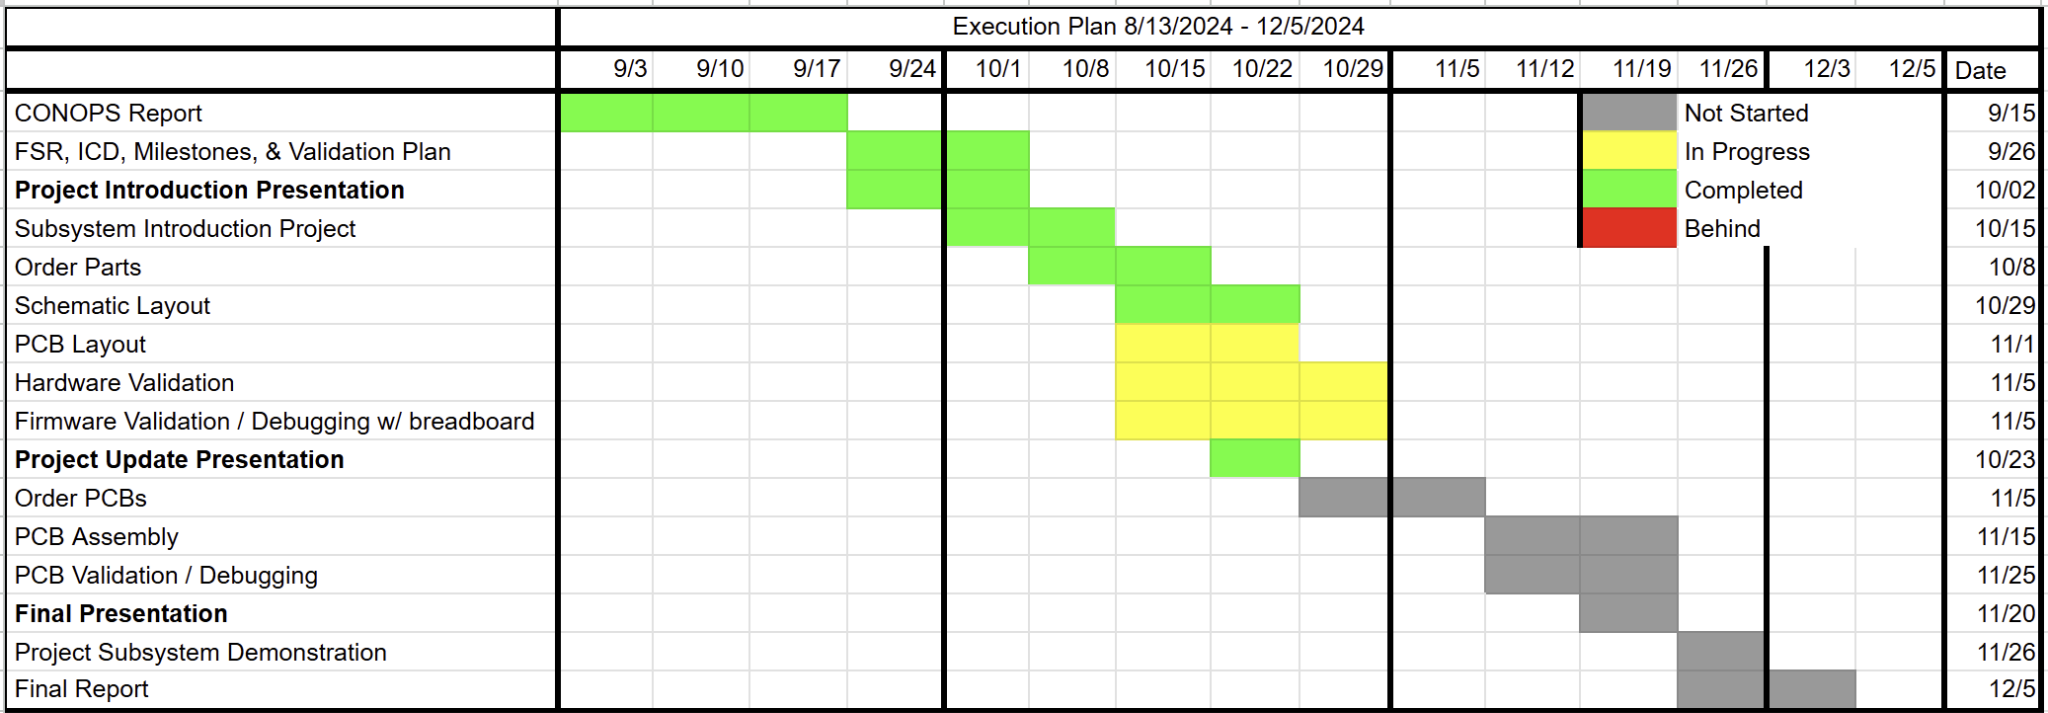 Execution Plan 8/13/2024 - 12/5/2024
9/3 9/10 9/17 9/24 10/1 10/8 10/15 10/22 10/29 11/5 11/12 11/19 11/26 12/3 12/5 Date
CONOPS Report Not Started 9/15
FSR, ICD, Milestones, & Validation Plan In Progress 9/26
Project Introduction Presentation Completed 10/02
Subsystem Introduction Project Behind 10/15
Order Parts 10/8
Schematic Layout 10/29
PCB Layout 11/1
Hardware Validation 11/5
Firmware Validation / Debugging w/ breadboard 11/5
Project Update Presentation 10/23
Order PCBs 11/5
PCB Assembly 11/15
PCB Validation / Debugging 11/25
Final Presentation 11/20
Project Subsystem Demonstration 11/26
Final Report 12/5